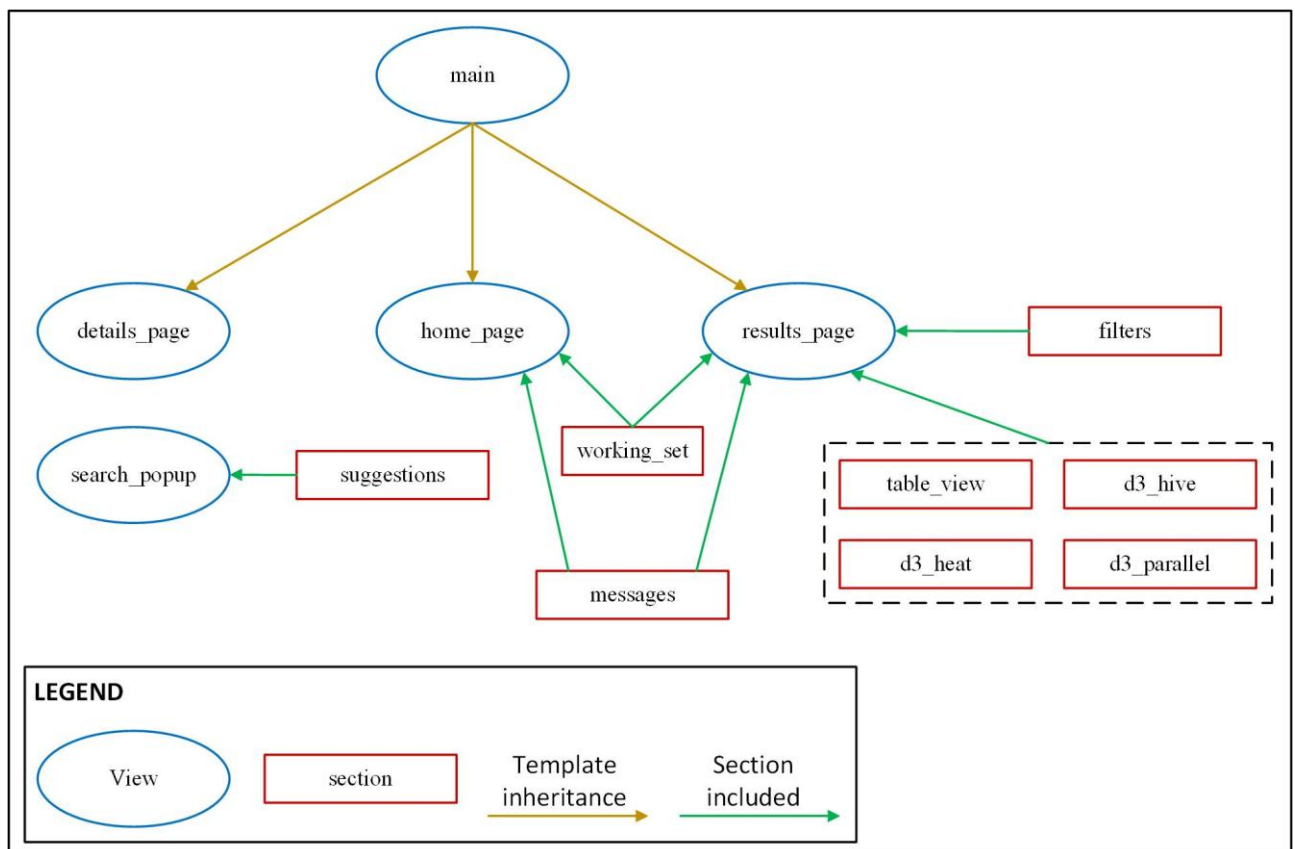 main
details_page
home_page
results_page
filters
search_popup
suggestions
working_set
table_view
d3_hive
d3_heat
d3_parallel
messages
LEGEND
View
section
Template
inheritance
Section
included